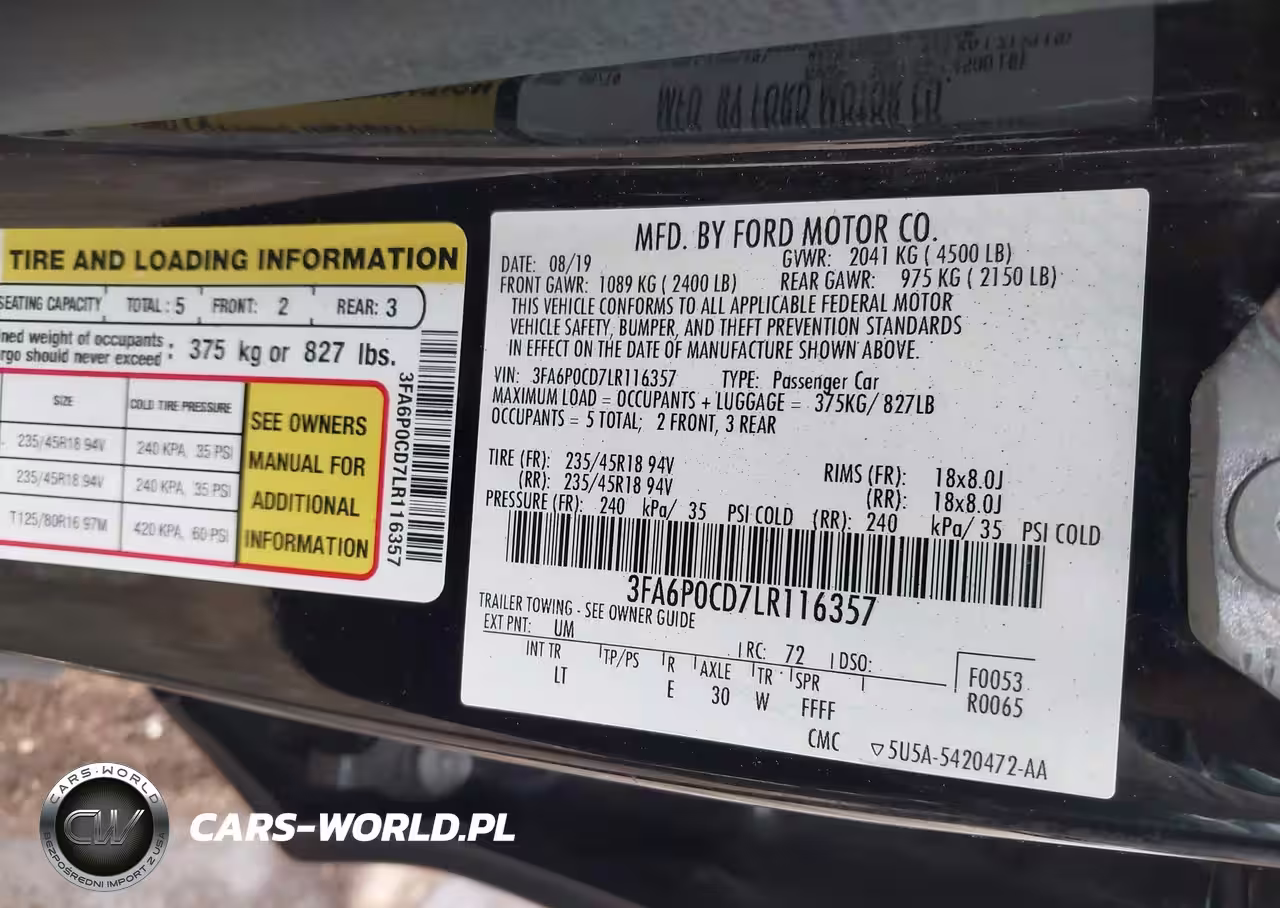 TIRE AND LOADING INFORMATION
SEATING CAPACITY TOTAL : 5 FRONT: 2 REAR: 3
ned weight of occupants :
rgo should never exceed : 375 kg or 827 lbs.
SIZE COLD TIRE PRESSURE
235/45R18 94V 240 KPA, 35 PSI
235/45R18 94V 240 KPA, 35 PSI
T125/80R16 97M 420 KPA, 60 PSI
SEE OWNERS
MANUAL FOR
ADDITIONAL
INFORMATION
3FA6P0CD7LR116357
MFD. BY FORD MOTOR CO.
DATE: 08/19 GVWR: 2041 KG ( 4500 LB)
FRONT GAWR: 1089 KG ( 2400 LB) REAR GAWR: 975 KG ( 2150 LB)
THIS VEHICLE CONFORMS TO ALL APPLICABLE FEDERAL MOTOR
VEHICLE SAFETY, BUMPER, AND THEFT PREVENTION STANDARDS
IN EFFECT ON THE DATE OF MANUFACTURE SHOWN ABOVE.
VIN: 3FA6P0CD7LR116357 TYPE: Passenger Car
MAXIMUM LOAD = OCCUPANTS + LUGGAGE = 375KG/ 827LB
OCCUPANTS = 5 TOTAL; 2 FRONT, 3 REAR
TIRE (FR): 235/45R18 94V RIMS (FR): 18x8.0J
(RR): 235/45R18 94V (RR): 18x8.0J
PRESSURE (FR): 240 kPa/ 35 PSI COLD (RR): 240 kPa/ 35 PSI COLD
3FA6P0CD7LR116357
TRAILER TOWING - SEE OWNER GUIDE
EXT PNT: UM RC: 72 DSO:
INT TR TP/PS R AXLE TR SPR F0053
LT E 30 W FFFF R0065
CMC 5U5A-5420472-AA
CARS-WORLD
CW
BEZPOŚREDNI IMPORT Z USA
CARS-WORLD.PL